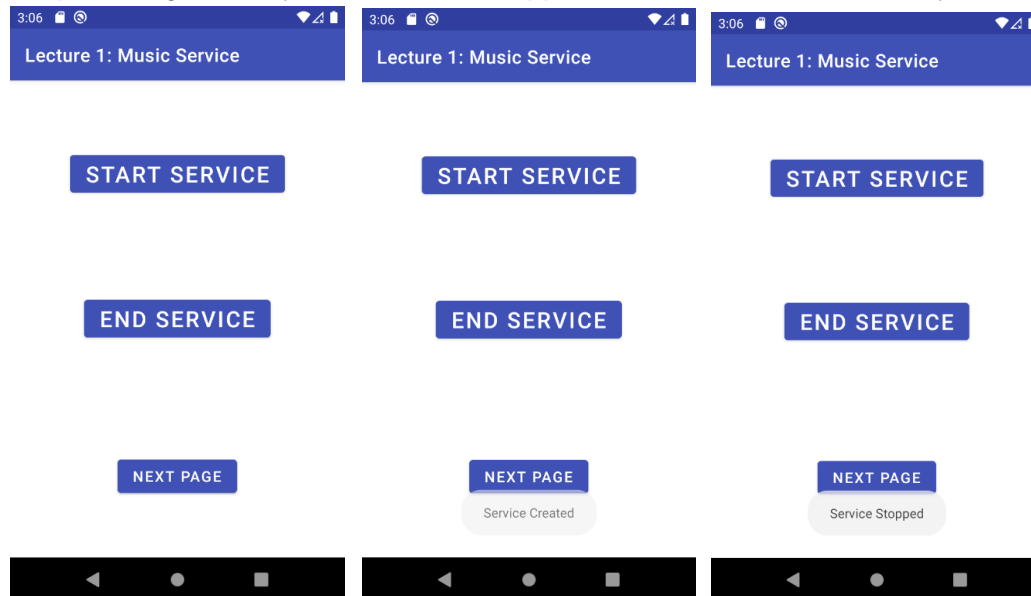 3:06
Lecture 1: Music Service
START SERVICE
END SERVICE
NEXT PAGE
3:06
Lecture 1: Music Service
START SERVICE
END SERVICE
NEXT PAGE
Service Created
3:06
Lecture 1: Music Service
START SERVICE
END SERVICE
NEXT PAGE
Service Stopped